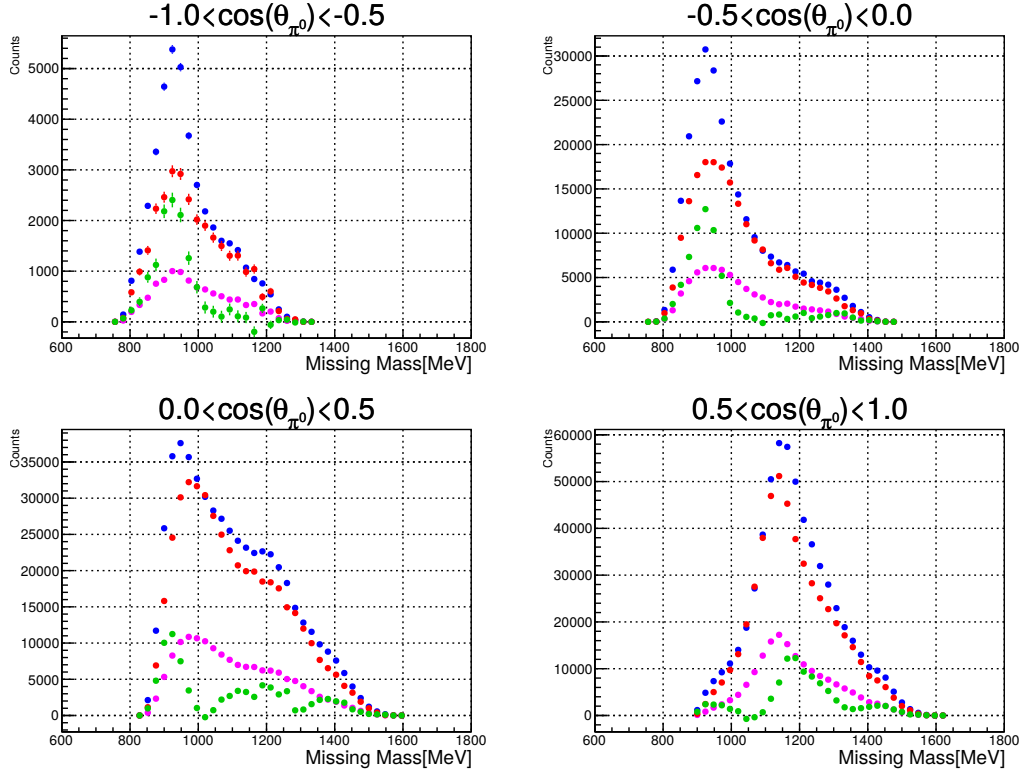 -1.0<cos(θπ⁰)<-0.5
Counts
5000
4000
3000
2000
1000
0
600 800 1000 1200 1400 1600 1800
Missing Mass[MeV]
-0.5<cos(θπ⁰)<0.0
Counts
30000
25000
20000
15000
10000
5000
0
600 800 1000 1200 1400 1600 1800
Missing Mass[MeV]
0.0<cos(θπ⁰)<0.5
Counts
35000
30000
25000
20000
15000
10000
5000
0
600 800 1000 1200 1400 1600 1800
Missing Mass[MeV]
0.5<cos(θπ⁰)<1.0
Counts
60000
50000
40000
30000
20000
10000
0
600 800 1000 1200 1400 1600 1800
Missing Mass[MeV]